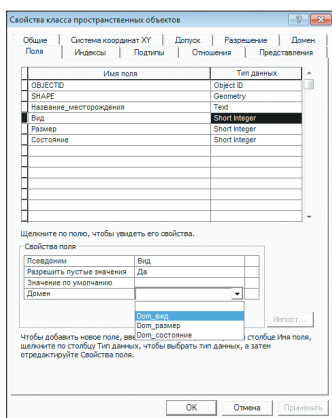 Свойства класса пространственных объектов
Общие Система координат XY Допуск Разрешение Домен
Поля Индексы Подтипы Отношения Представления
Имя поля Тип данных
OBJECTID Object ID
SHAPE Geometry
Название_месторождения Text
Вид Short Integer
Размер Short Integer
Состояние Short Integer
Щелкните по полю, чтобы увидеть его свойства.
Свойства поля
Псевдоним Вид
Разрешить пустые значения Да
Значение по умолчанию
Домен
Dom_вид
Dom_размер
Dom_состояние
Импорт...
Чтобы добавить новое поле, вве столбце Имя поля,
щелкните по столбцу Тип данных, чтобы выбрать тип данных, а затем
отредактируйте Свойства поля.
OK Отмена Применить